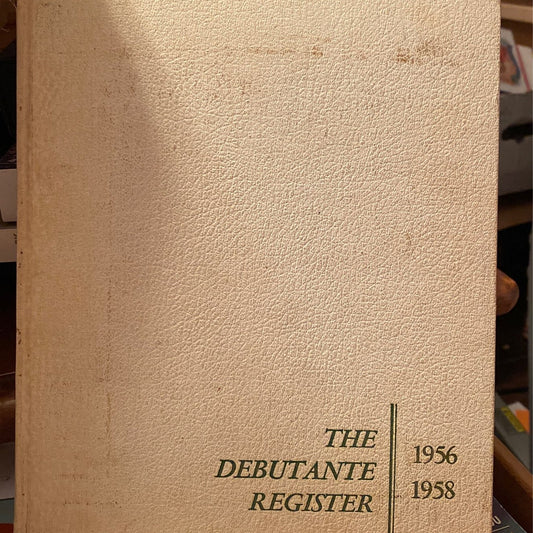 THE
DEBUTANTE
REGISTER
1956
1958